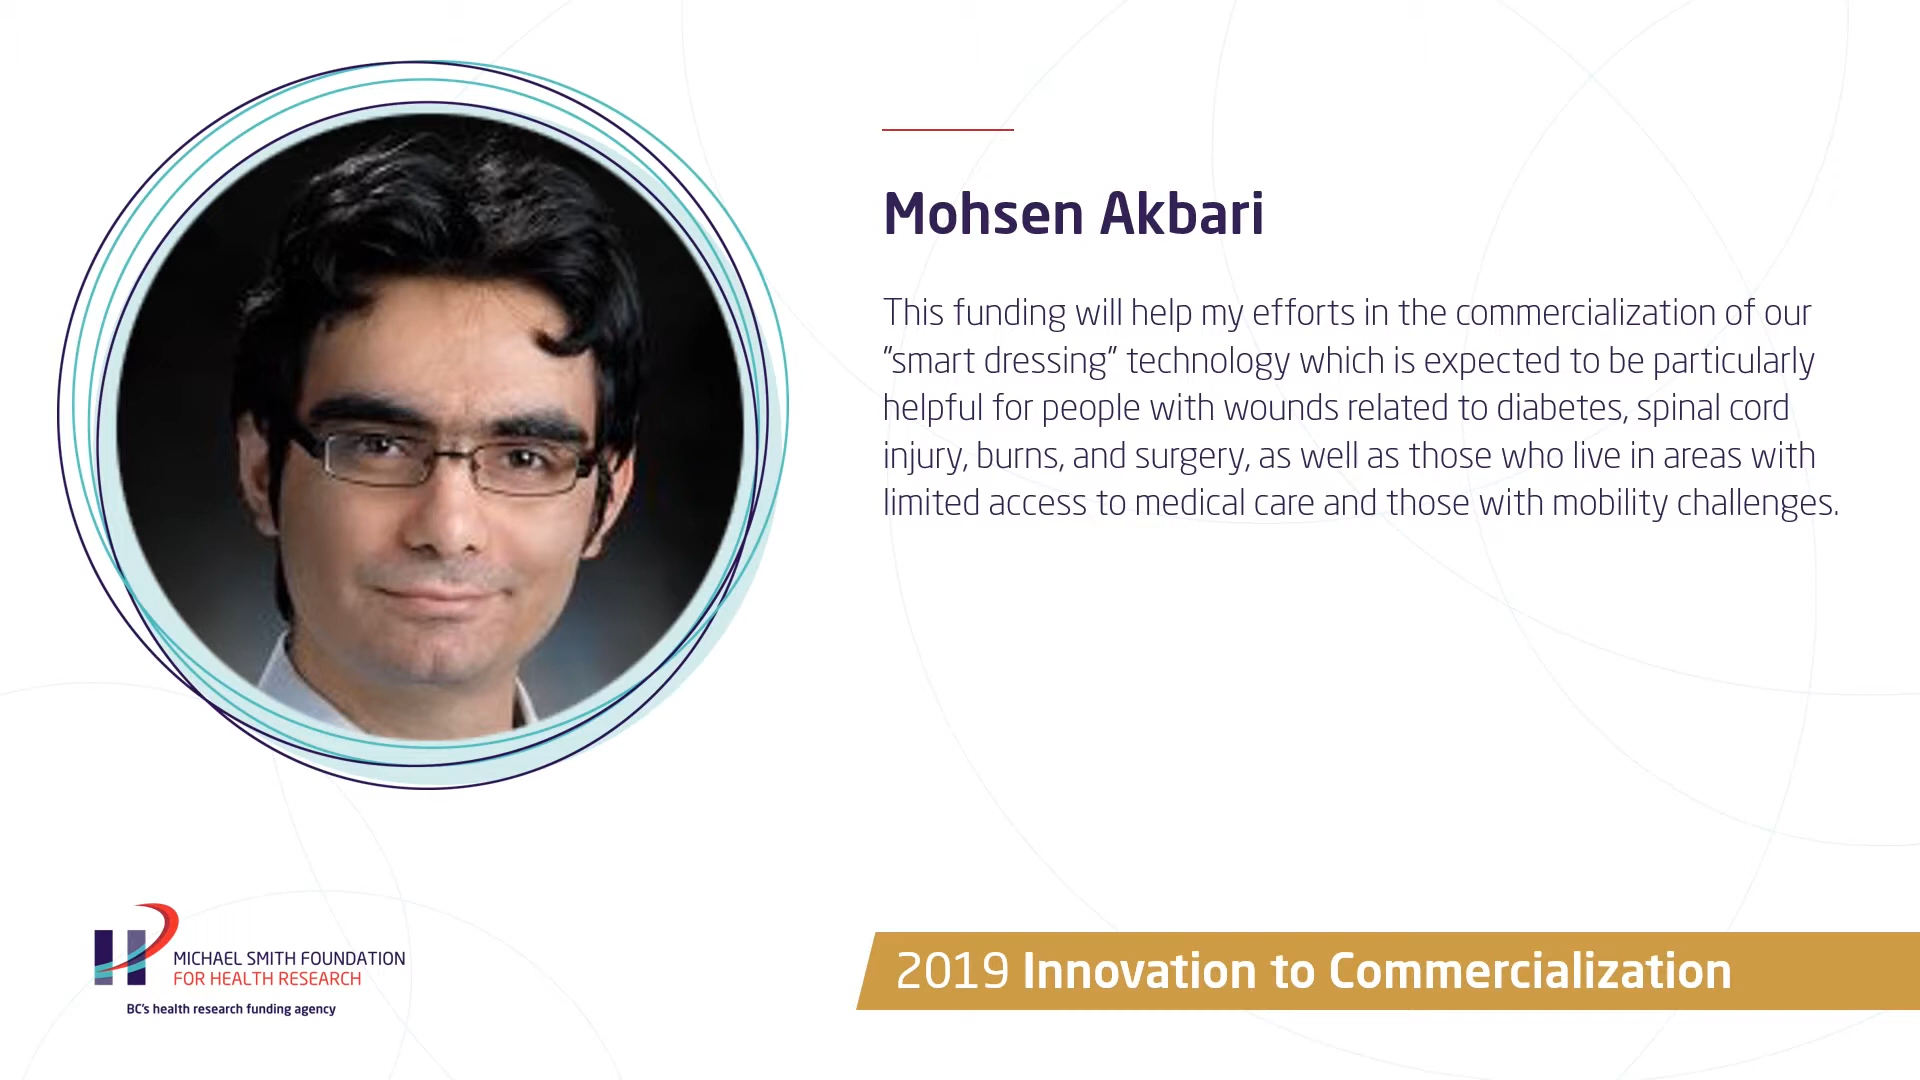 Mohsen Akbari
This funding will help my efforts in the commercialization of our
"smart dressing" technology which is expected to be particularly
helpful for people with wounds related to diabetes, spinal cord
injury, burns, and surgery, as well as those who live in areas with
limited access to medical care and those with mobility challenges.
MICHAEL SMITH FOUNDATION
FOR HEALTH RESEARCH
BC's health research funding agency
2019 Innovation to Commercialization